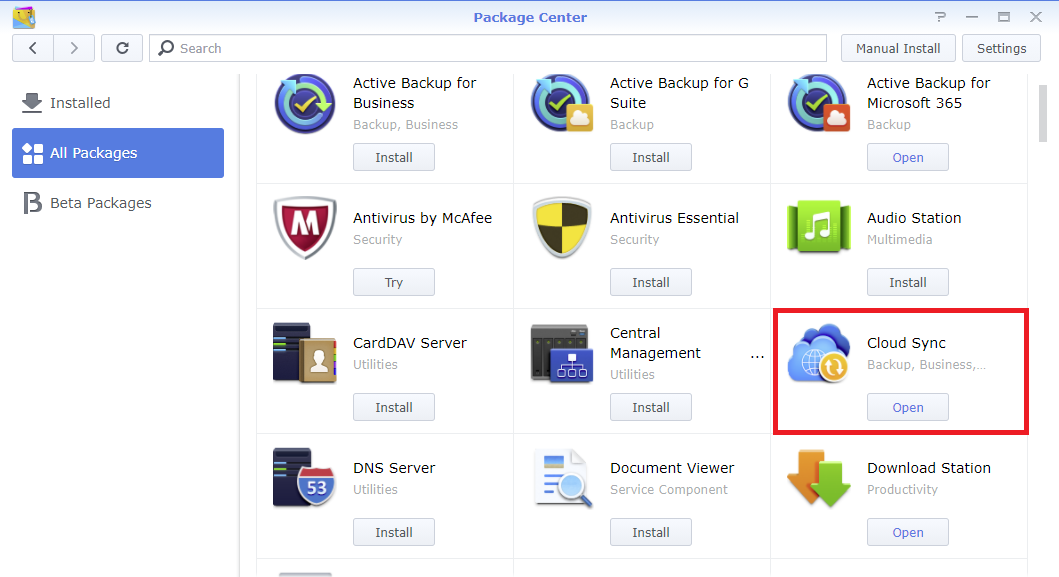 Package Center
Search
Manual Install
Settings
Installed
All Packages
Beta Packages
Active Backup for
Business
Backup, Business
Install
Active Backup for G
Suite
Backup
Install
Active Backup for
Microsoft 365
Backup
Open
Antivirus by McAfee
Security
Try
Antivirus Essential
Security
Install
Audio Station
Multimedia
Install
CardDAV Server
Utilities
Install
Central
Management ...
Utilities
Install
Cloud Sync
Backup, Business,...
Open
53
DNS Server
Utilities
Install
Document Viewer
Service Component
Install
Download Station
Productivity
Open